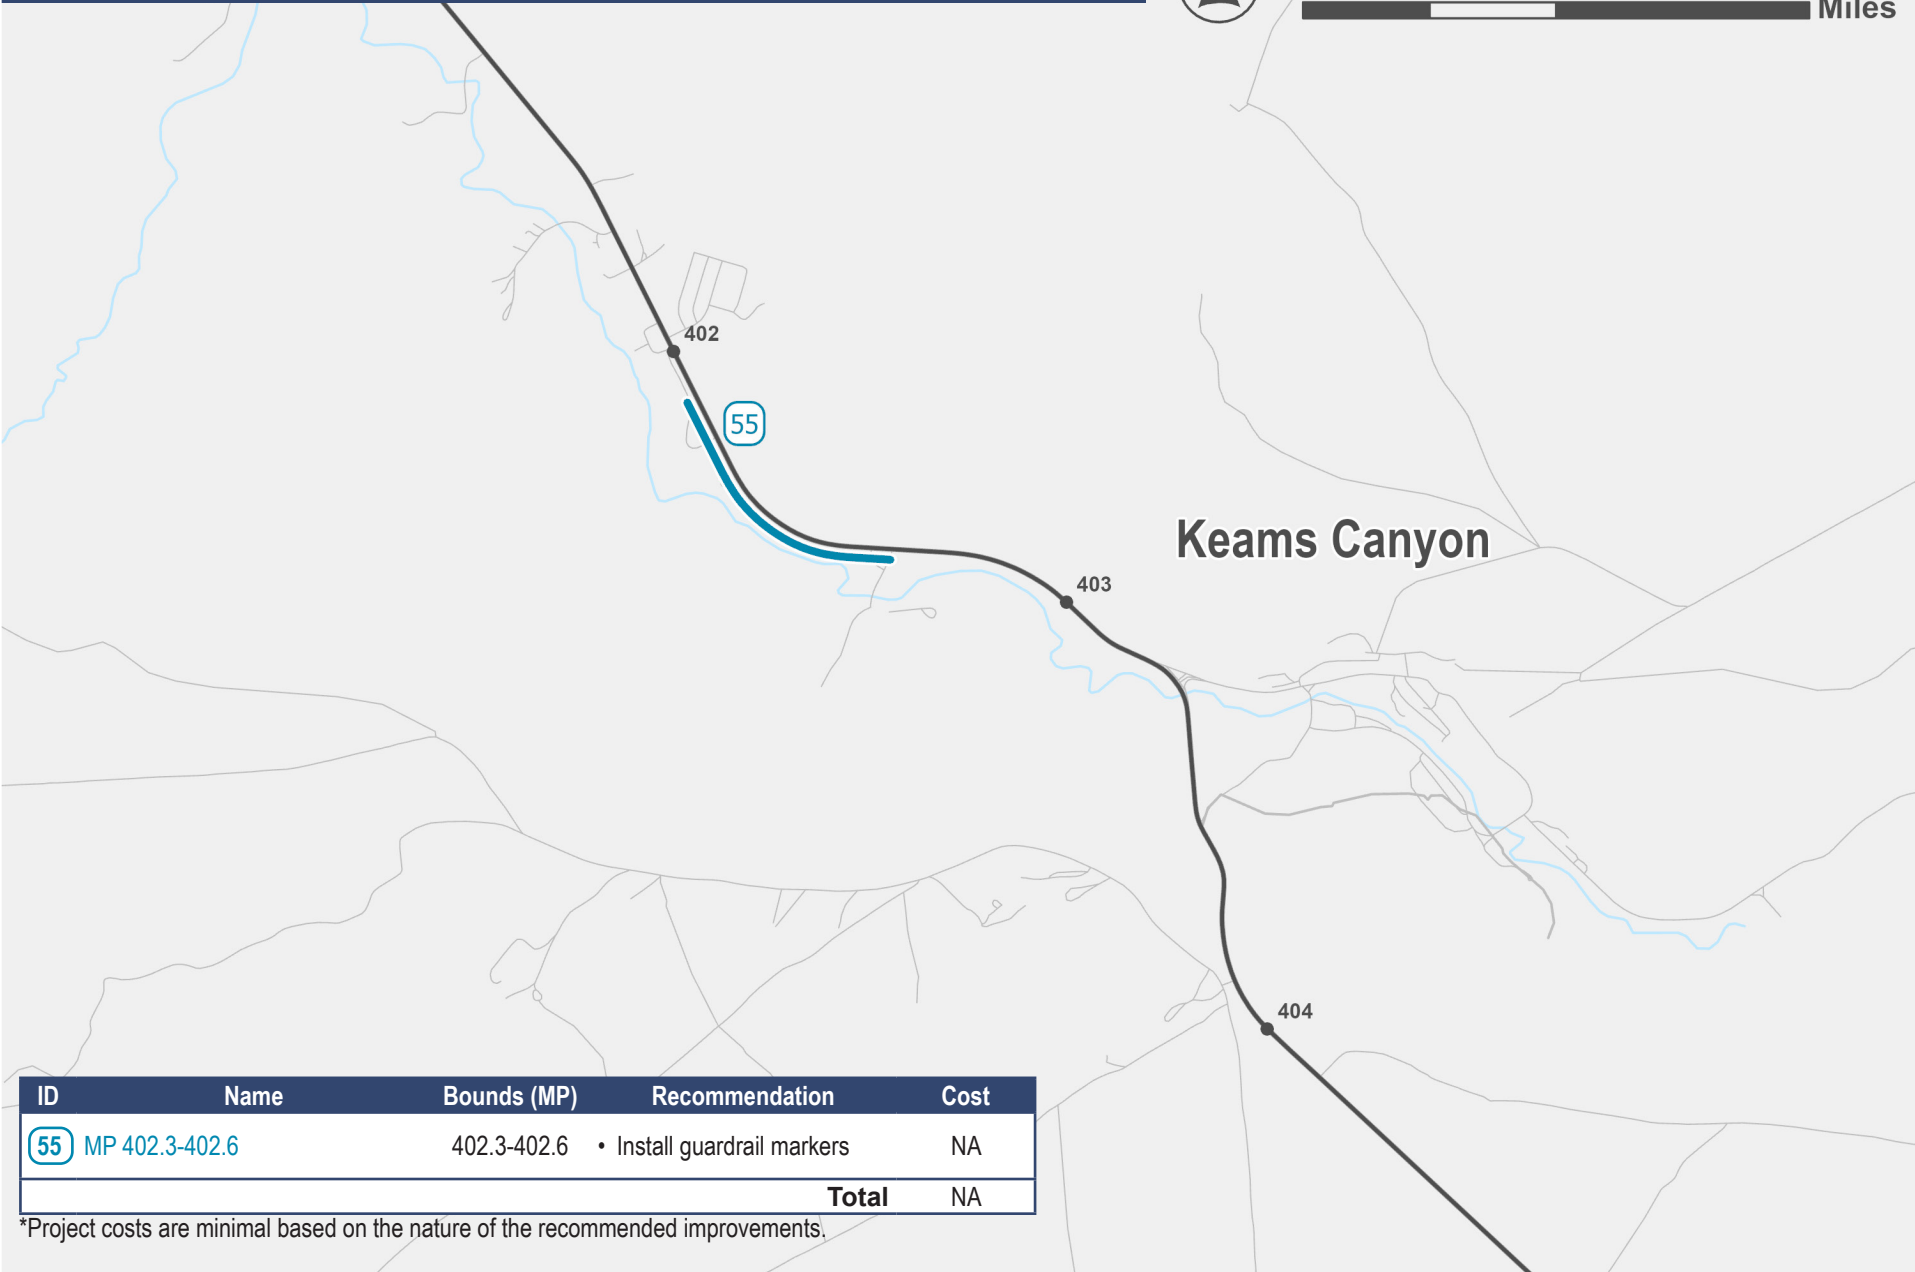 Miles
402
55
Keams Canyon
403
404
ID Name Bounds (MP) Recommendation Cost
55 MP 402.3-402.6 402.3-402.6 • Install guardrail markers NA
Total NA
*Project costs are minimal based on the nature of the recommended improvements.